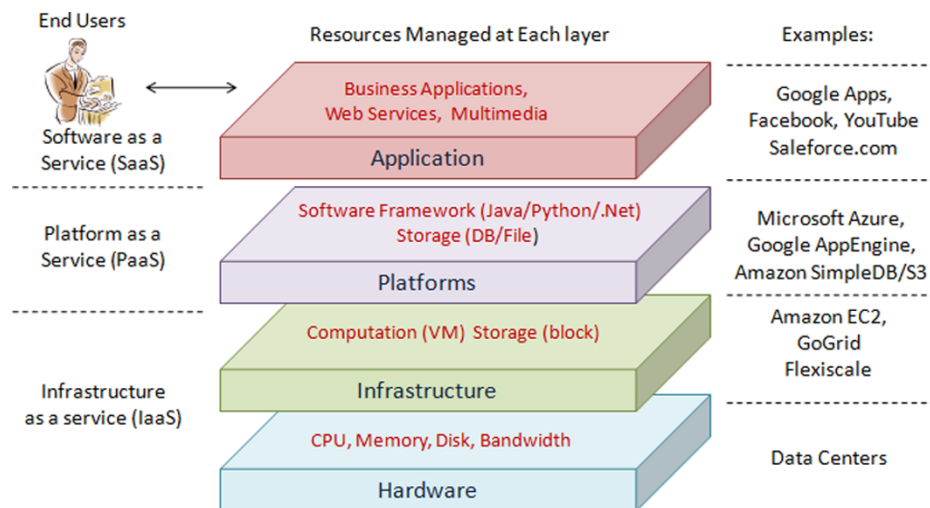 End Users
Resources Managed at Each layer
Examples:
Business Applications,
Web Services, Multimedia
Application
Software as a
Service (SaaS)
Google Apps,
Facebook, YouTube
Saleforce.com
Software Framework (Java/Python/.Net)
Storage (DB/File)
Platforms
Platform as a
Service (PaaS)
Microsoft Azure,
Google AppEngine,
Amazon SimpleDB/S3
Computation (VM) Storage (block)
Infrastructure
Amazon EC2,
GoGrid
Flexiscale
Infrastructure
as a service (IaaS)
CPU, Memory, Disk, Bandwidth
Hardware
Data Centers